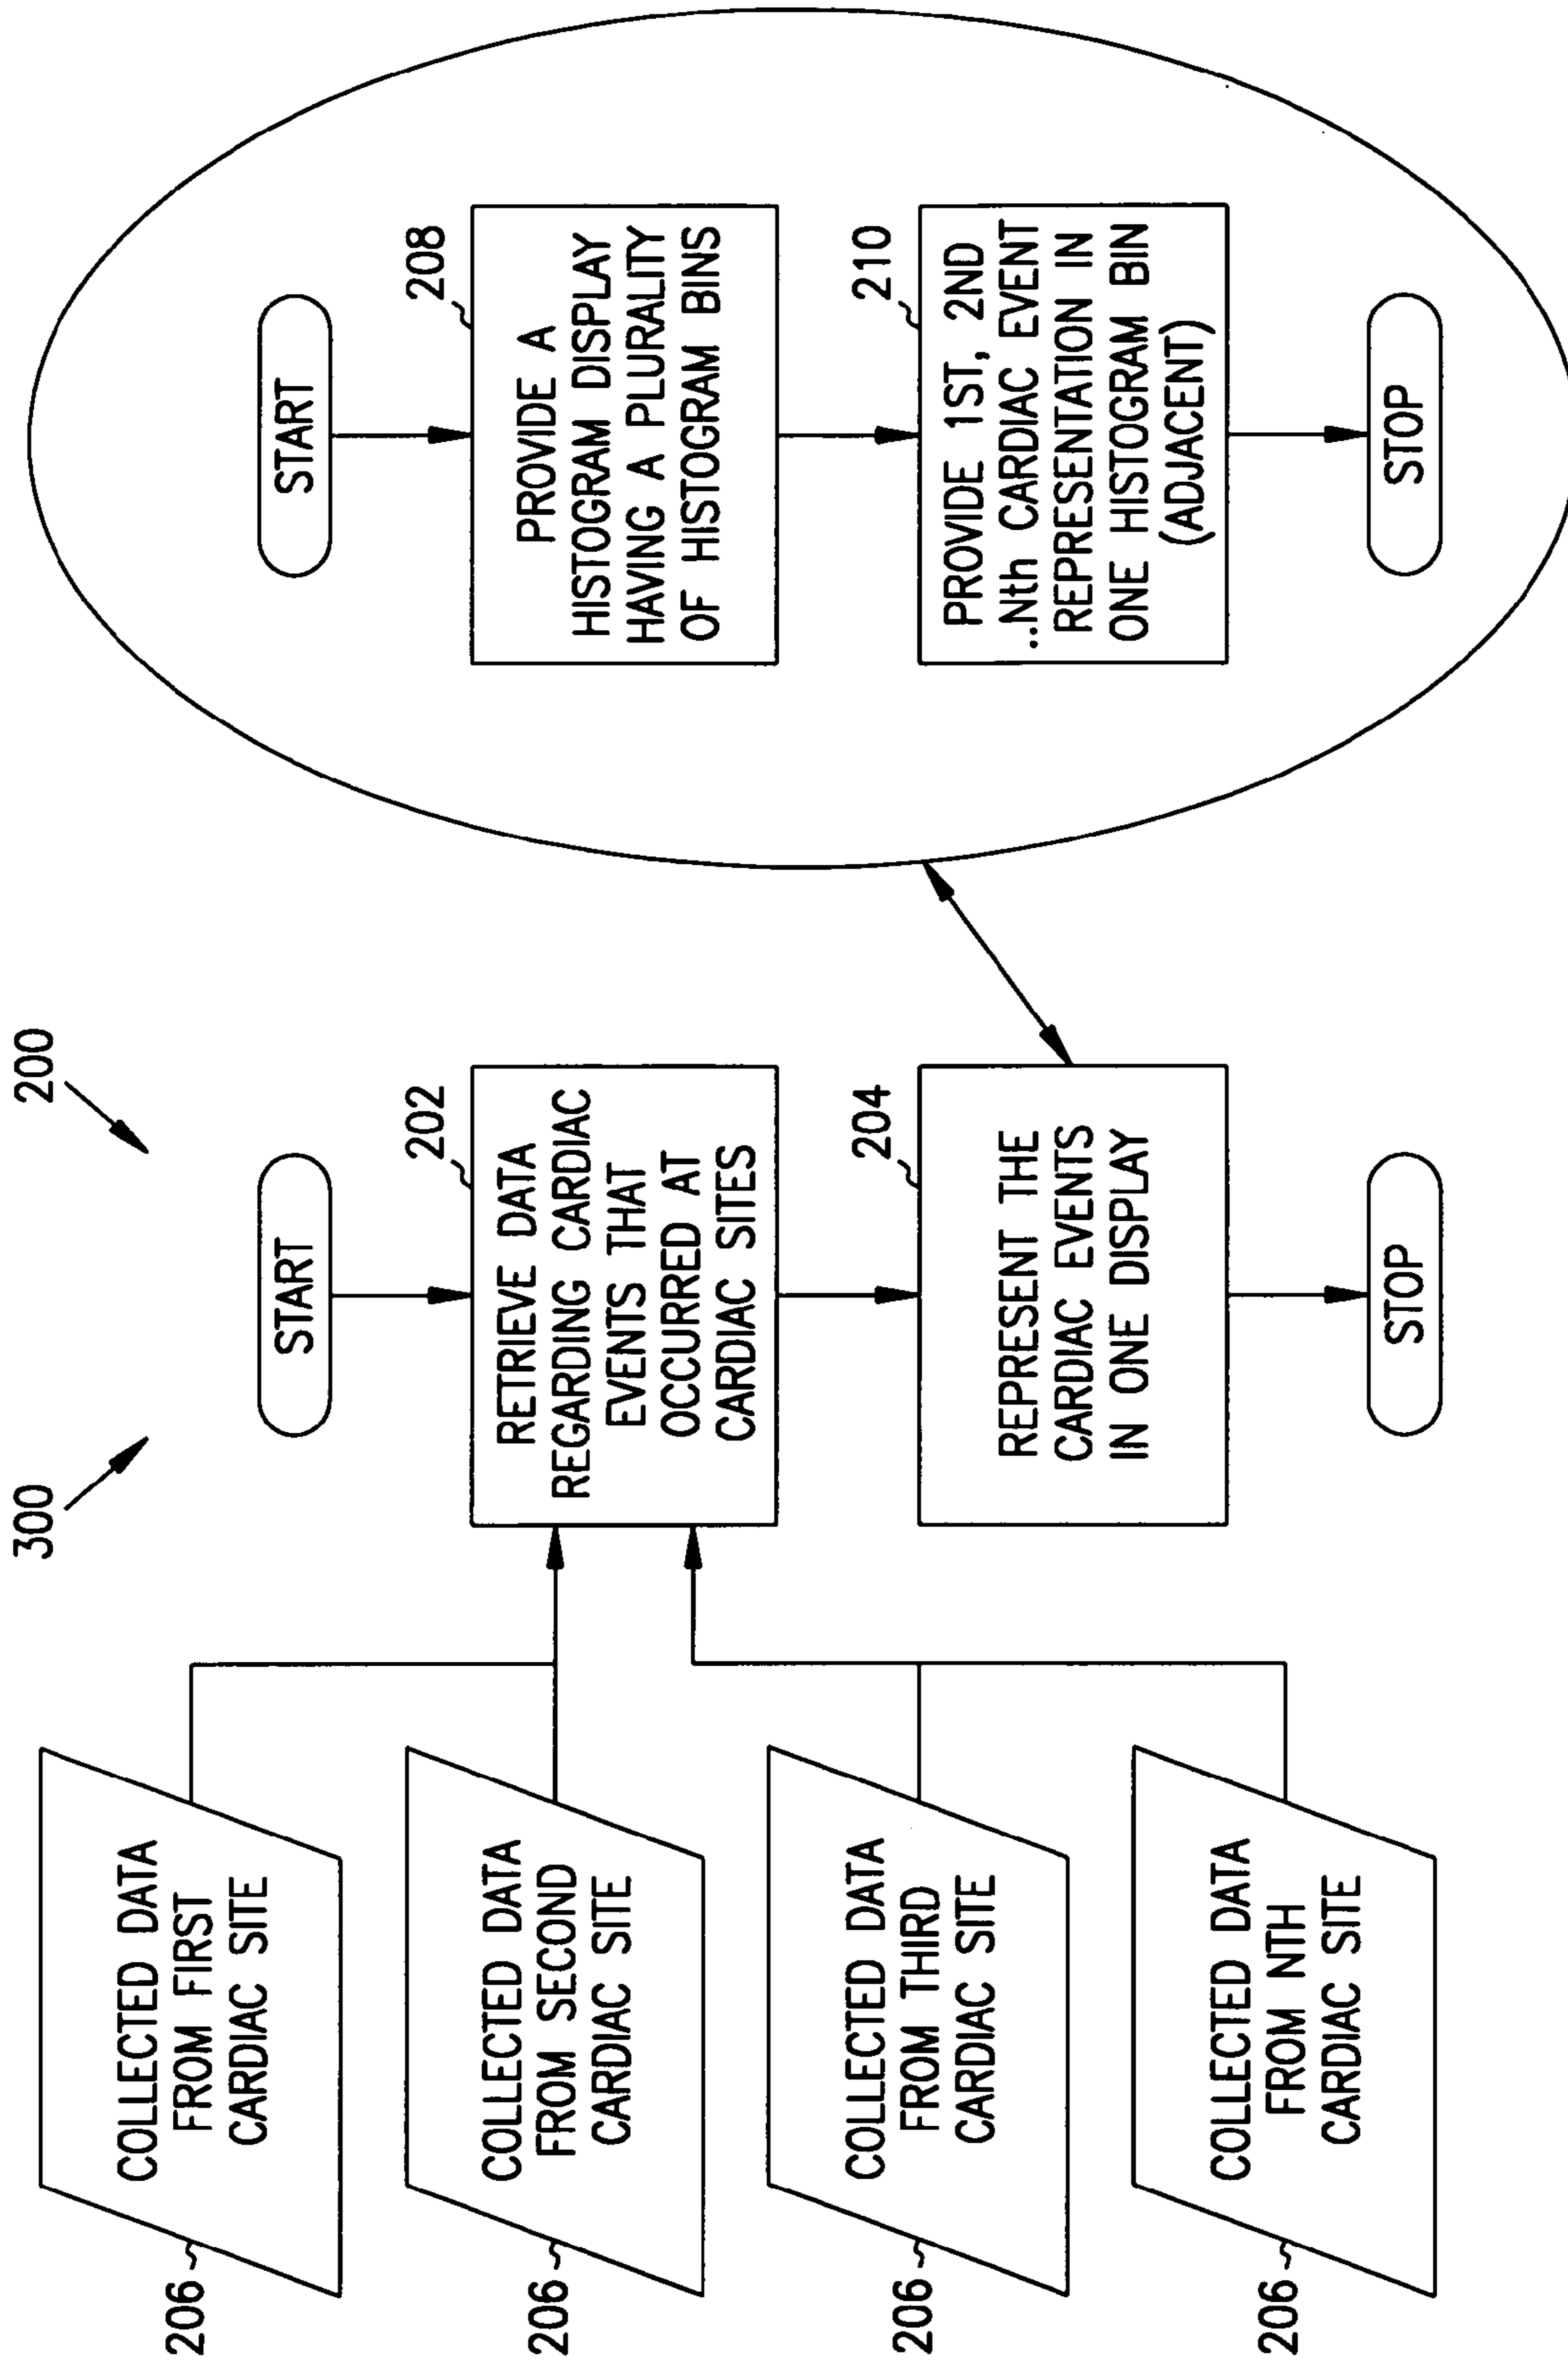 300
200
206
COLLECTED DATA
FROM FIRST
CARDIAC SITE
206
COLLECTED DATA
FROM SECOND
CARDIAC SITE
206
COLLECTED DATA
FROM THIRD
CARDIAC SITE
206
COLLECTED DATA
FROM NTH
CARDIAC SITE
START
202
RETRIEVE DATA
REGARDING CARDIAC
EVENTS THAT
OCCURRED AT
CARDIAC SITES
204
REPRESENT THE
CARDIAC EVENTS
IN ONE DISPLAY
STOP
START
208
PROVIDE A
HISTOGRAM DISPLAY
HAVING A PLURALITY
OF HISTOGRAM BINS
210
PROVIDE 1ST, 2ND
..Nth CARDIAC EVENT
REPRESENTATION IN
ONE HISTOGRAM BIN
(ADJACENT)
STOP